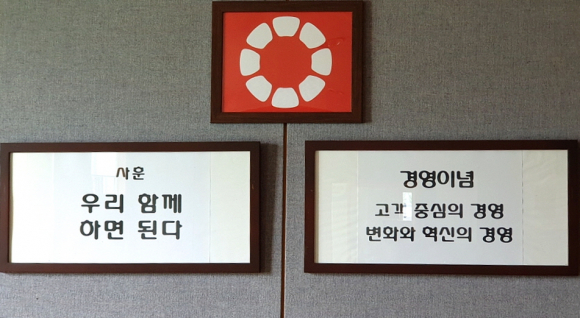 사훈
우리 함께
하면 된다
경영이념
고객 중심의 경영
변화와 혁신의 경영